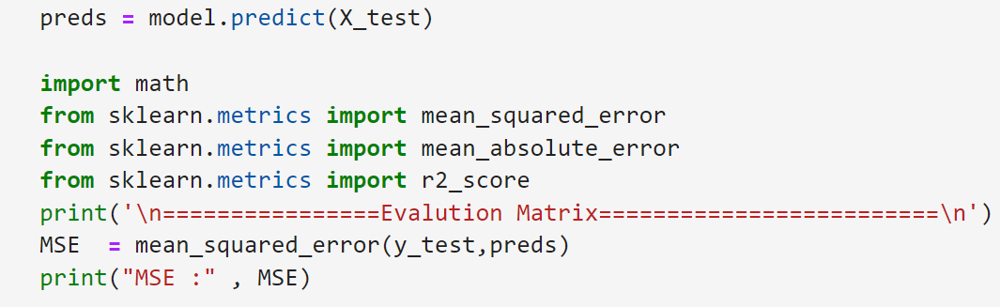 preds = model.predict(X_test)
import math
from sklearn.metrics import mean_squared_error
from sklearn.metrics import mean_absolute_error
from sklearn.metrics import r2_score
print('\n================Evalution Matrix=========================\n')
MSE  = mean_squared_error(y_test,preds)
print("MSE :" , MSE)